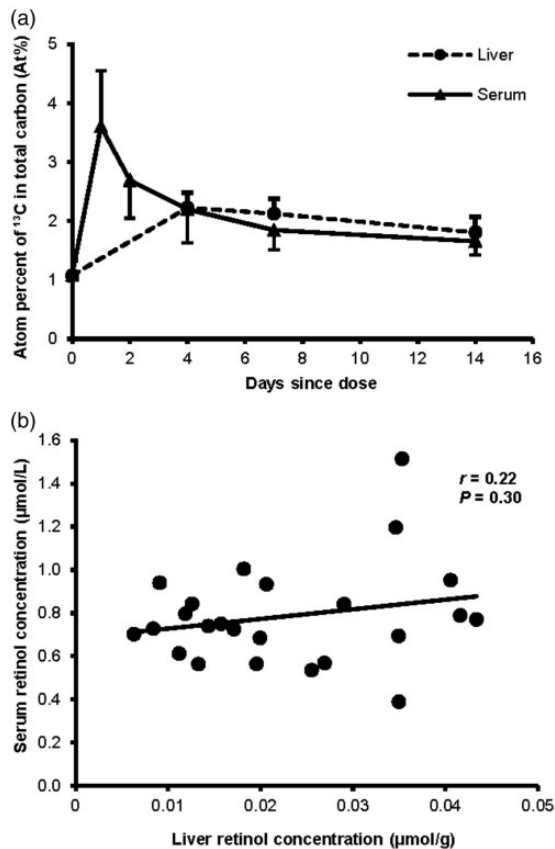 (a)
Atom percent of ¹³C in total carbon (At%)
5
4
3
2
1
0
Liver
Serum
0 2 4 6 8 10 12 14 16
Days since dose
(b)
Serum retinol concentration (μmol/L)
1.6
1.4
1.2
1.0
0.8
0.6
0.4
0.2
0.0
r = 0.22
P = 0.30
0 0.01 0.02 0.03 0.04 0.05
Liver retinol concentration (μmol/g)